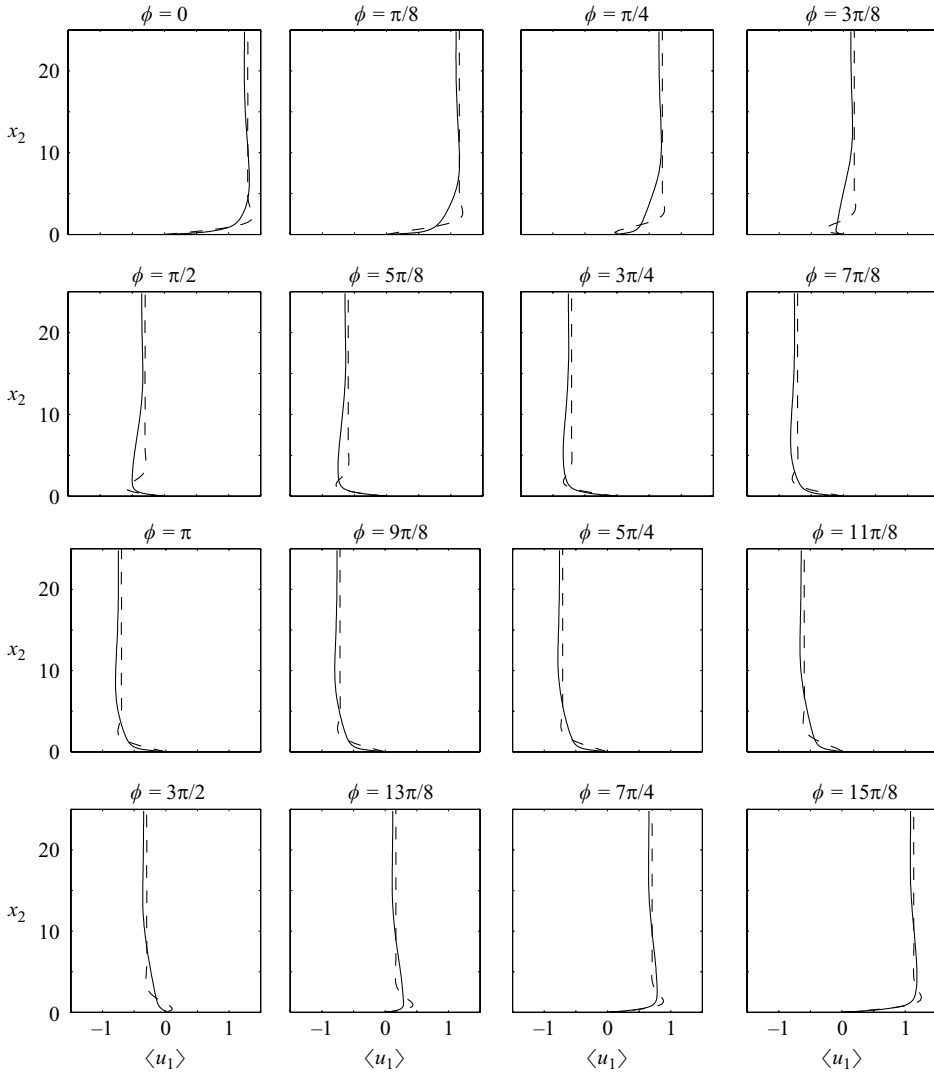 ϕ = 0 ϕ = π/8 ϕ = π/4 ϕ = 3π/8
20
x2
10
0
ϕ = π/2 ϕ = 5π/8 ϕ = 3π/4 ϕ = 7π/8
20
x2
10
0
ϕ = π ϕ = 9π/8 ϕ = 5π/4 ϕ = 11π/8
20
x2
10
0
ϕ = 3π/2 ϕ = 13π/8 ϕ = 7π/4 ϕ = 15π/8
20
x2
10
0
–1 0 1 –1 0 1 –1 0 1 –1 0 1
⟨u1⟩ ⟨u1⟩ ⟨u1⟩ ⟨u1⟩